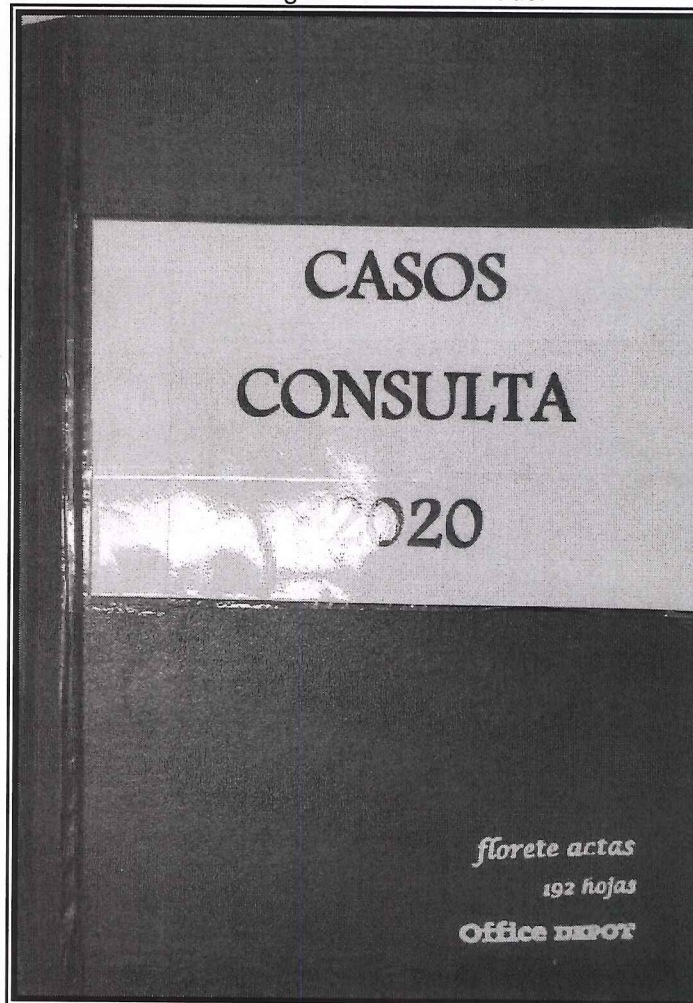 CASOS
CONSULTA
2020
florete actas
192 hojas
Office DEPOT